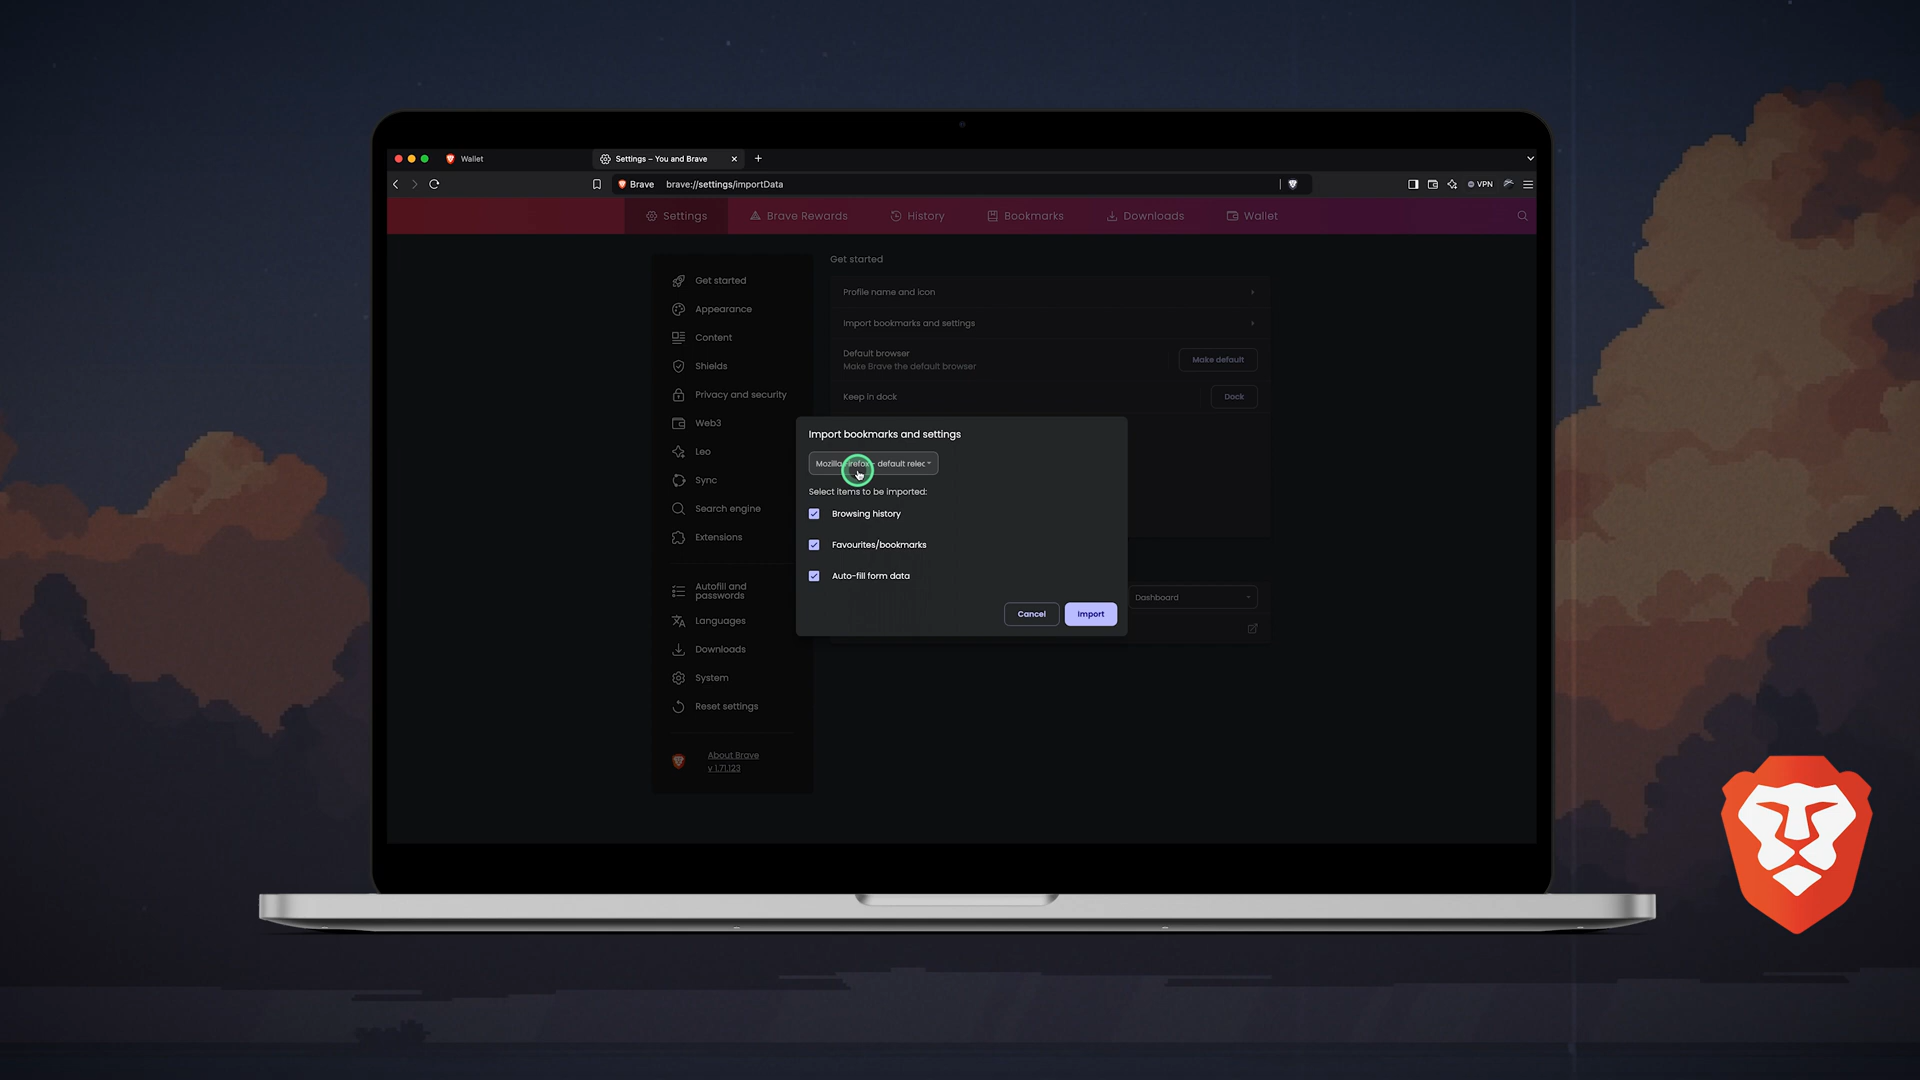 Wallet
Settings – You and Brave
Brave
brave://settings/importData
VPN
Settings
Brave Rewards
History
Bookmarks
Downloads
Wallet
Get started
Appearance
Content
Shields
Privacy and security
Web3
Leo
Sync
Search engine
Extensions
Autofill and
passwords
Languages
Downloads
System
Reset settings
About Brave
v 1.71.123
Get started
Profile name and icon
Import bookmarks and settings
Default browser
Make Brave the default browser
Make default
Keep in dock
Dock
Import bookmarks and settings
default relec
Select items to be imported:
Browsing history
Favourites/bookmarks
Auto-fill form data
Cancel
Import
Dashboard